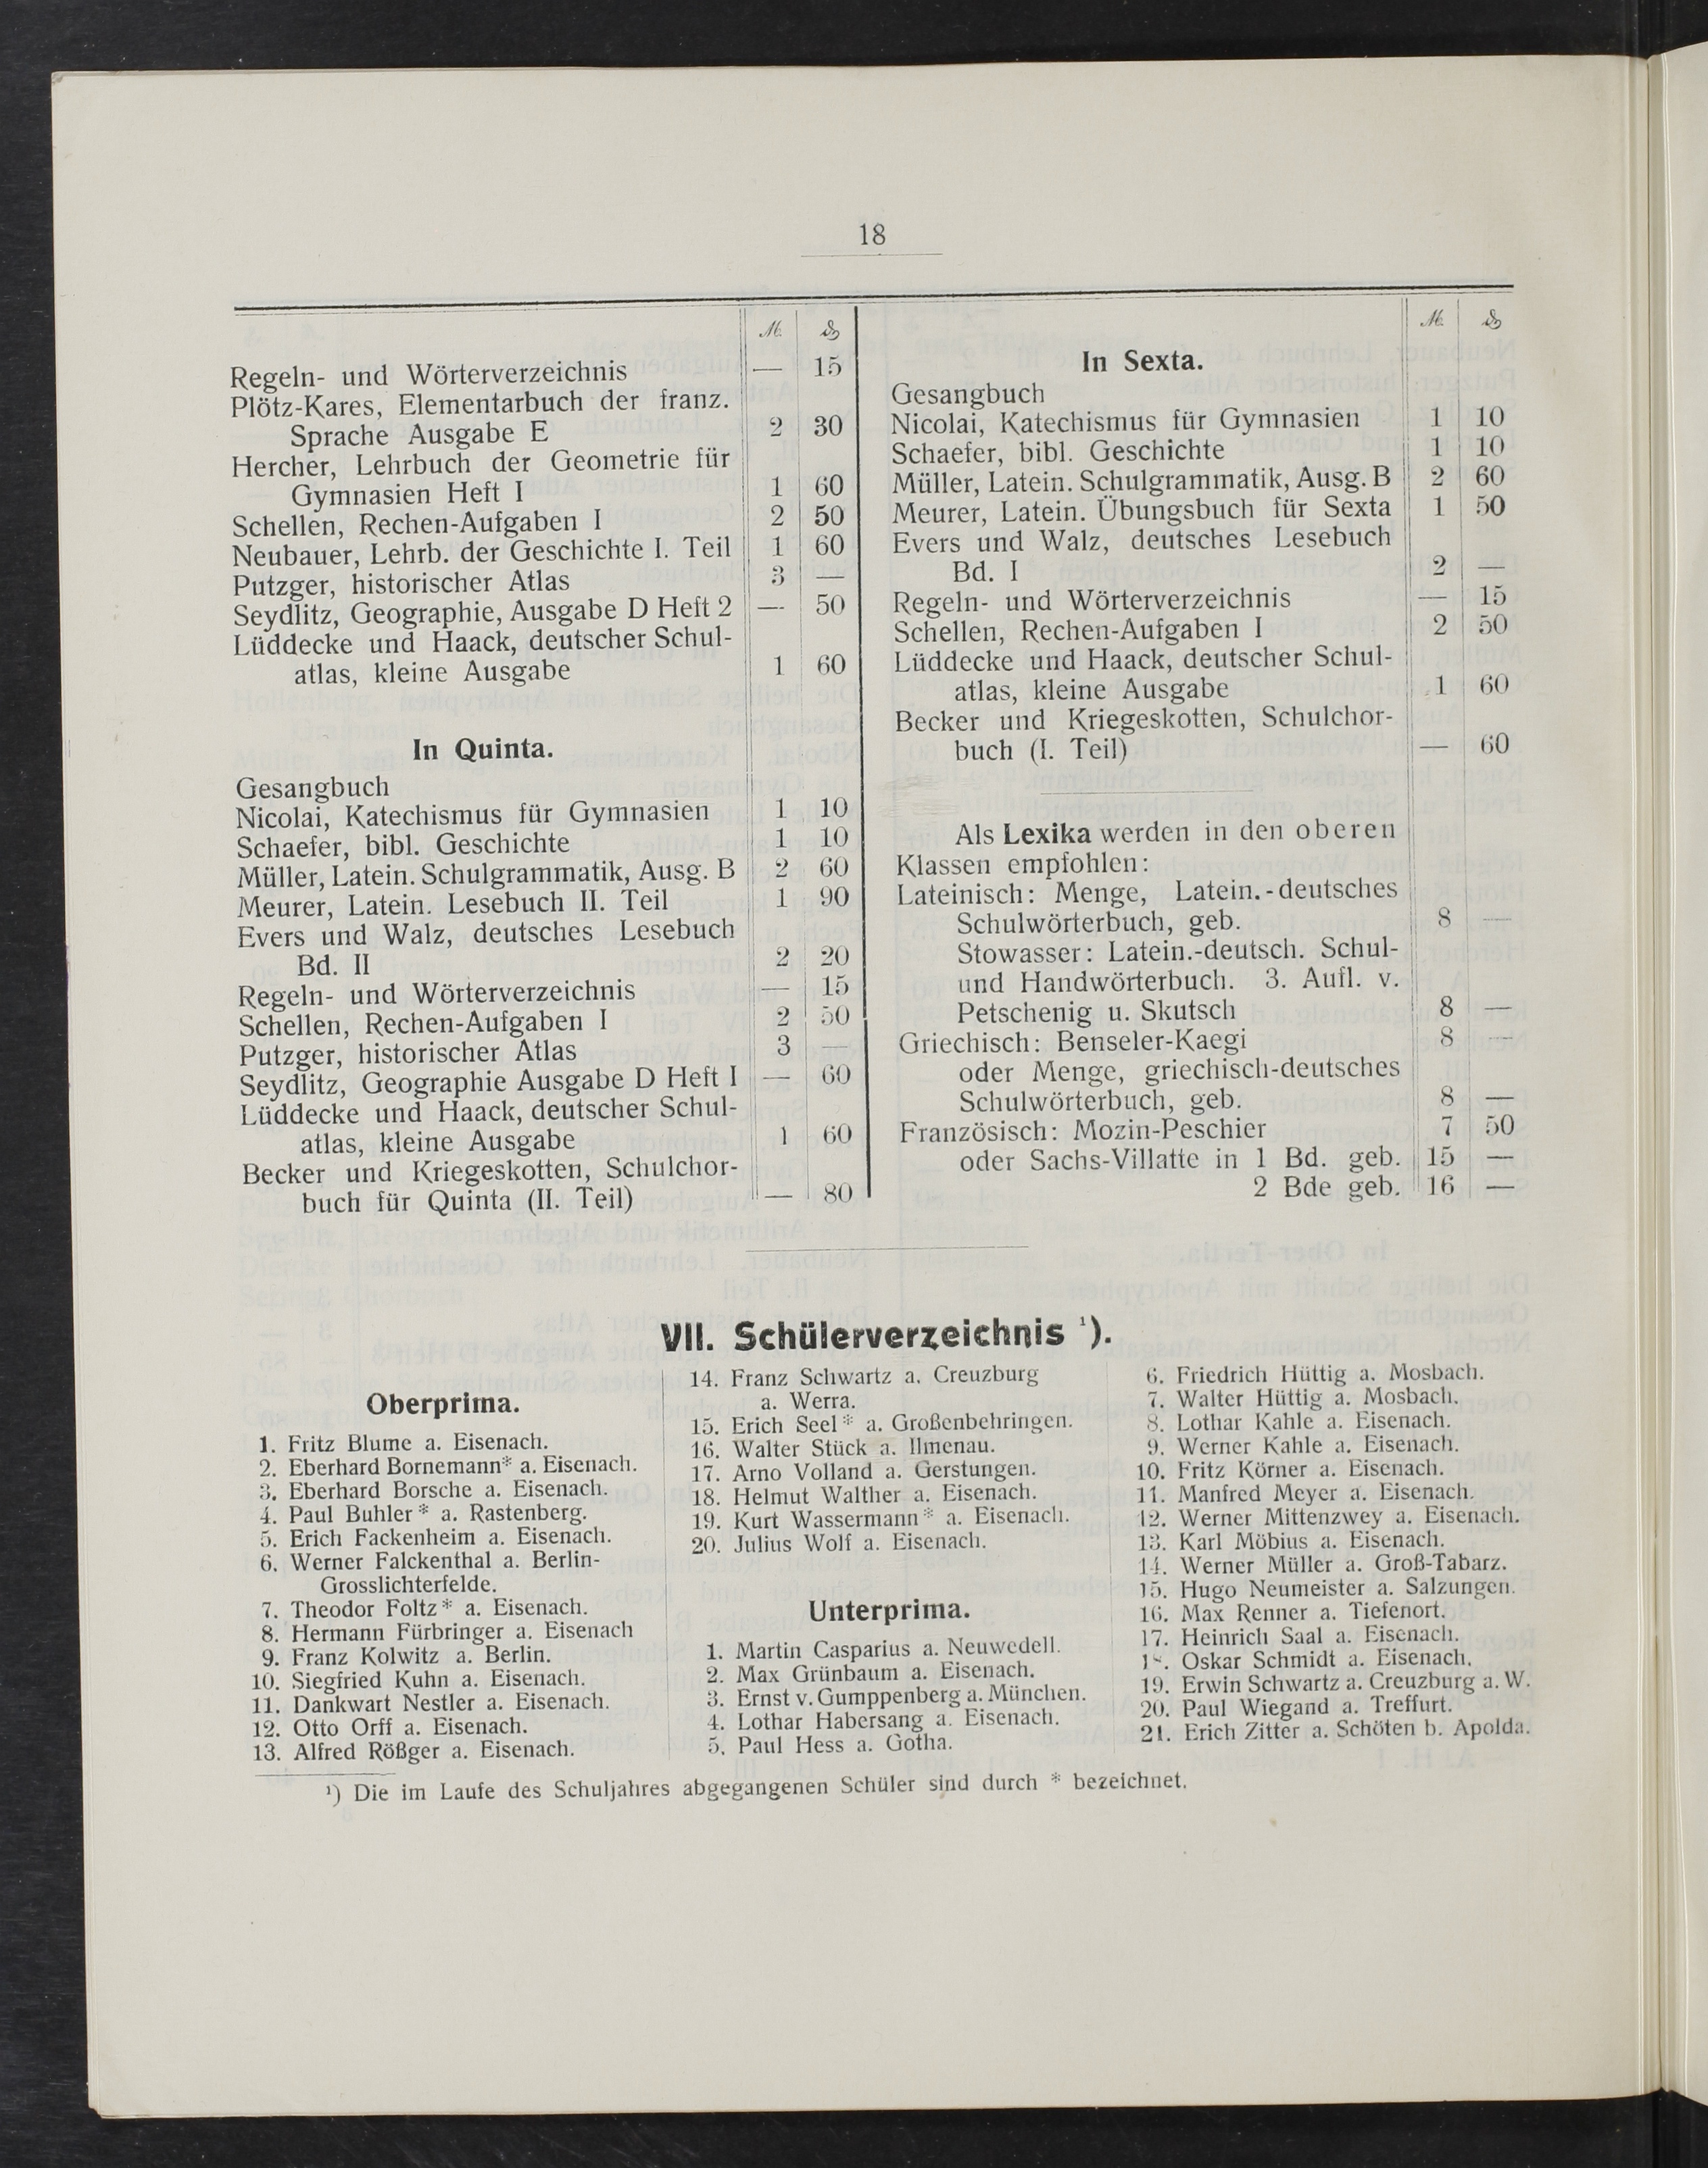 18
M. ₰
Regeln- und Wörterverzeichnis — 15
Plötz-Kares, Elementarbuch der franz.
Sprache Ausgabe E 2 30
Hercher, Lehrbuch der Geometrie für
Gymnasien Heft I 1 60
Schellen, Rechen-Aufgaben I 2 50
Neubauer, Lehrb. der Geschichte I. Teil 1 60
Putzger, historischer Atlas 3 —
Seydlitz, Geographie, Ausgabe D Heft 2 — 50
Lüddecke und Haack, deutscher Schul-
atlas, kleine Ausgabe 1 60
In Quinta.
Gesangbuch
Nicolai, Katechismus für Gymnasien 1 10
Schaefer, bibl. Geschichte 1 10
Müller, Latein. Schulgrammatik, Ausg. B 2 60
Meurer, Latein. Lesebuch II. Teil 1 90
Evers und Walz, deutsches Lesebuch
Bd. II 2 20
Regeln- und Wörterverzeichnis — 15
Schellen, Rechen-Aufgaben I 2 50
Putzger, historischer Atlas 3 —
Seydlitz, Geographie Ausgabe D Heft I — 60
Lüddecke und Haack, deutscher Schul-
atlas, kleine Ausgabe 1 60
Becker und Kriegeskotten, Schulchor-
buch für Quinta (II. Teil) — 80
M. ₰
In Sexta.
Gesangbuch
Nicolai, Katechismus für Gymnasien 1 10
Schaefer, bibl. Geschichte 1 10
Müller, Latein. Schulgrammatik, Ausg. B 2 60
Meurer, Latein. Übungsbuch für Sexta 1 50
Evers und Walz, deutsches Lesebuch
Bd. I 2 —
Regeln- und Wörterverzeichnis — 15
Schellen, Rechen-Aufgaben I 2 50
Lüddecke und Haack, deutscher Schul-
atlas, kleine Ausgabe 1 60
Becker und Kriegeskotten, Schulchor-
buch (I. Teil) — 60
Als Lexika werden in den oberen
Klassen empfohlen:
Lateinisch: Menge, Latein.-deutsches
Schulwörterbuch, geb. 8 —
Stowasser: Latein.-deutsch. Schul-
und Handwörterbuch. 3. Aufl. v.
Petschenig u. Skutsch 8 —
Griechisch: Benseler-Kaegi 8 —
oder Menge, griechisch-deutsches
Schulwörterbuch, geb. 8 —
Französisch: Mozin-Peschier 7 50
oder Sachs-Villatte in 1 Bd. geb. 15 —
2 Bde geb. 16 —
VII. Schülerverzeichnis ¹).
Oberprima.
1. Fritz Blume a. Eisenach.
2. Eberhard Bornemann* a. Eisenach.
3. Eberhard Borsche a. Eisenach.
4. Paul Buhler* a. Rastenberg.
5. Erich Fackenheim a. Eisenach.
6. Werner Falckenthal a. Berlin-
Grosslichterfelde.
7. Theodor Foltz* a. Eisenach.
8. Hermann Fürbringer a. Eisenach
9. Franz Kolwitz a. Berlin.
10. Siegfried Kuhn a. Eisenach.
11. Dankwart Nestler a. Eisenach.
12. Otto Orff a. Eisenach.
13. Alfred Rößger a. Eisenach.
14. Franz Schwartz a. Creuzburg
a. Werra.
15. Erich Seel* a. Großenbehringen.
16. Walter Stück a. Ilmenau.
17. Arno Volland a. Gerstungen.
18. Helmut Walther a. Eisenach.
19. Kurt Wassermann* a. Eisenach.
20. Julius Wolf a. Eisenach.
Unterprima.
1. Martin Casparius a. Neuwedell.
2. Max Grünbaum a. Eisenach.
3. Ernst v. Gumppenberg a. München.
4. Lothar Habersang a. Eisenach.
5. Paul Hess a. Gotha.
6. Friedrich Hüttig a. Mosbach.
7. Walter Hüttig a. Mosbach.
8. Lothar Kahle a. Eisenach.
9. Werner Kahle a. Eisenach.
10. Fritz Körner a. Eisenach.
11. Manfred Meyer a. Eisenach.
12. Werner Mittenzwey a. Eisenach.
13. Karl Möbius a. Eisenach.
14. Werner Müller a. Groß-Tabarz.
15. Hugo Neumeister a. Salzungen.
16. Max Renner a. Tiefenort.
17. Heinrich Saal a. Eisenach.
18. Oskar Schmidt a. Eisenach.
19. Erwin Schwartz a. Creuzburg a. W.
20. Paul Wiegand a. Treffurt.
21. Erich Zitter a. Schöten b. Apolda.
¹) Die im Laufe des Schuljahres abgegangenen Schüler sind durch * bezeichnet.